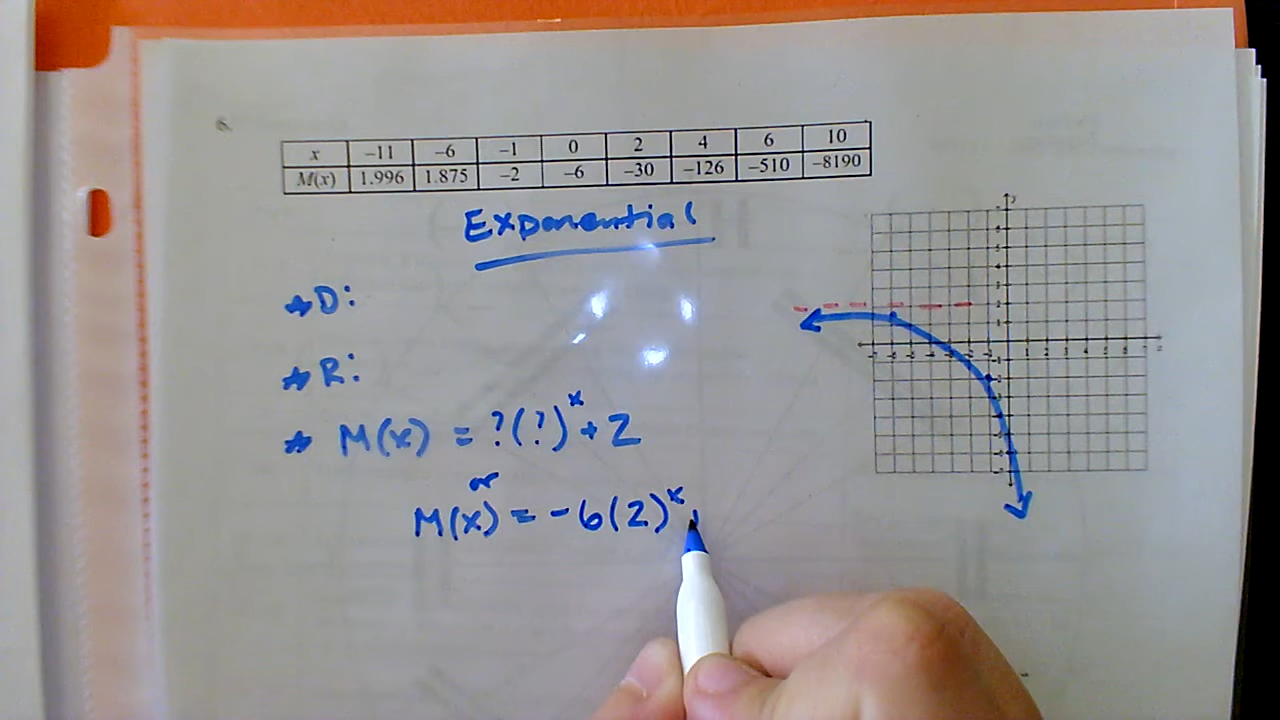 6.
x –11 –6 –1 0 2 4 6 10
M(x) 1.996 1.875 –2 –6 –30 –126 –510 –8190
Exponential
D:
R:
M(x) = ?(?)^x + 2
or
M(x) = -6(2)^x